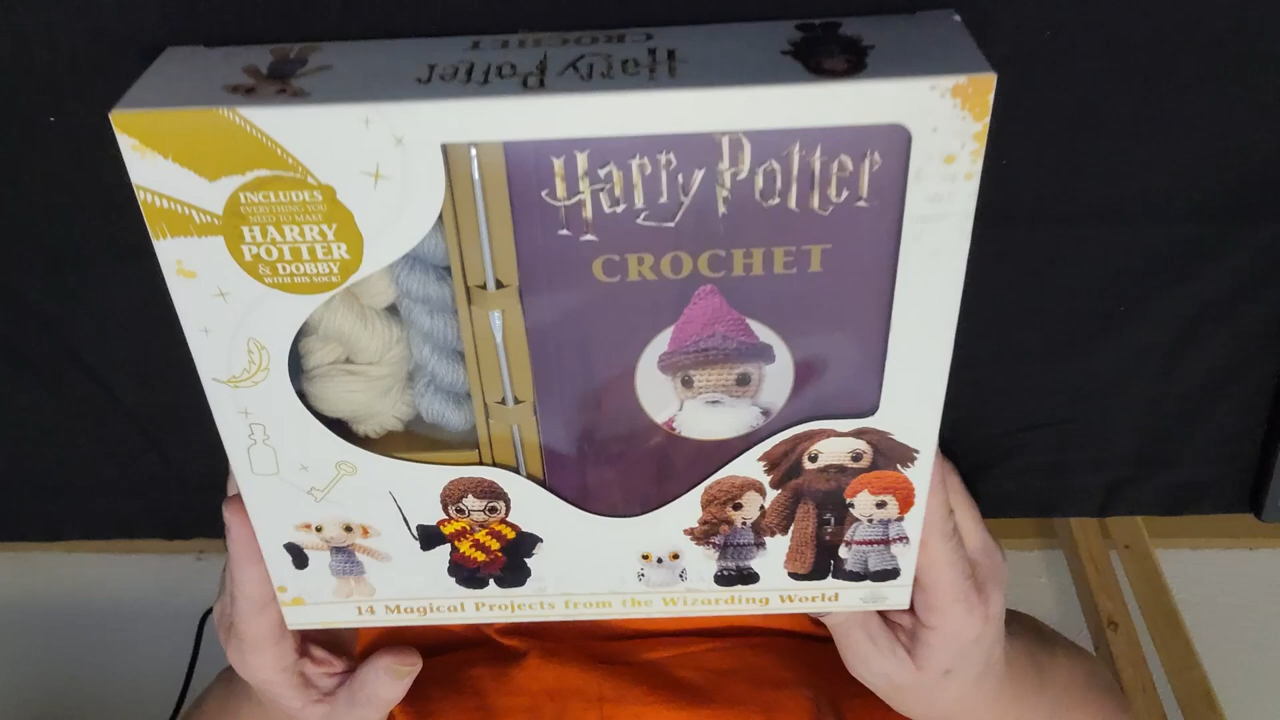 Harry Potter
CROCHET
INCLUDES
EVERYTHING YOU
NEED TO MAKE
HARRY
POTTER
& DOBBY
WITH HIS SOCK!
Harry Potter
CROCHET
14 Magical Projects from the Wizarding World